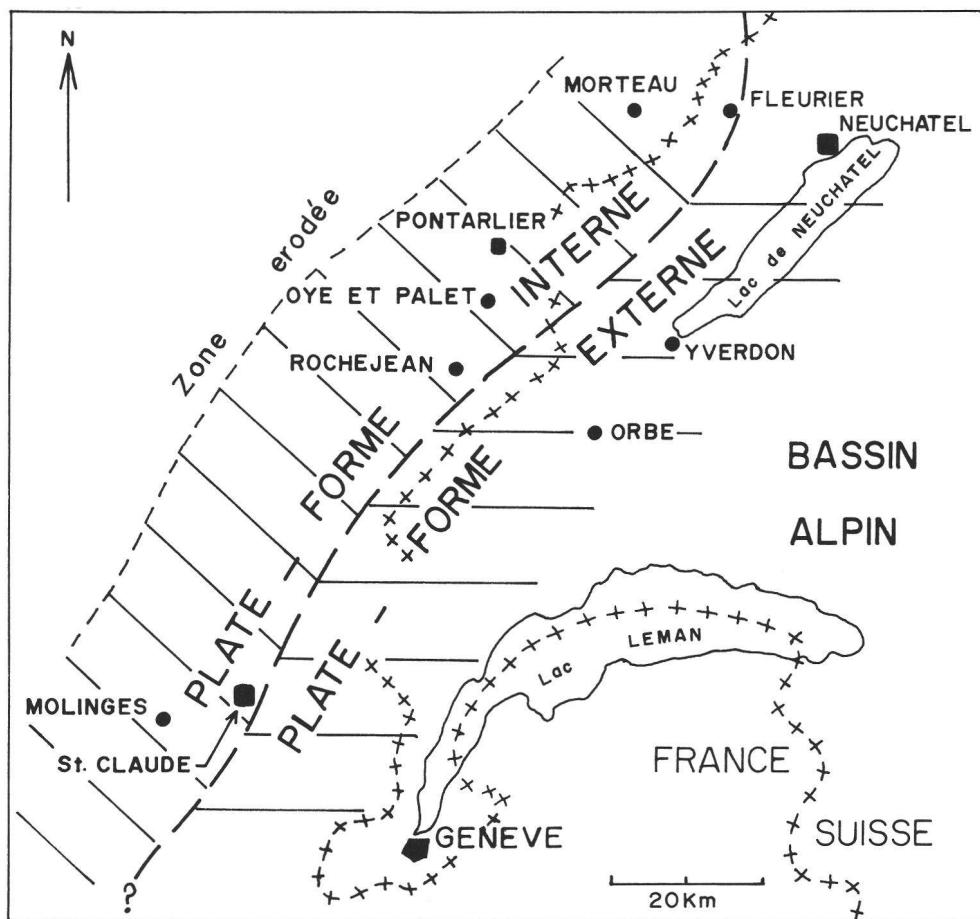 N
MORTEAU
FLEURIER
NEUCHATEL
Lac de NEUCHATEL
Zone erodée
PONTARLIER
OYE ET PALET
ROCHEJEAN
YVERDON
ORBE
PLATE-FORME INTERNE
PLATE-FORME EXTERNE
BASSIN
ALPIN
Lac LEMAN
MOLINGES
St. CLAUDE
FRANCE
SUISSE
GENEVE
?
20Km